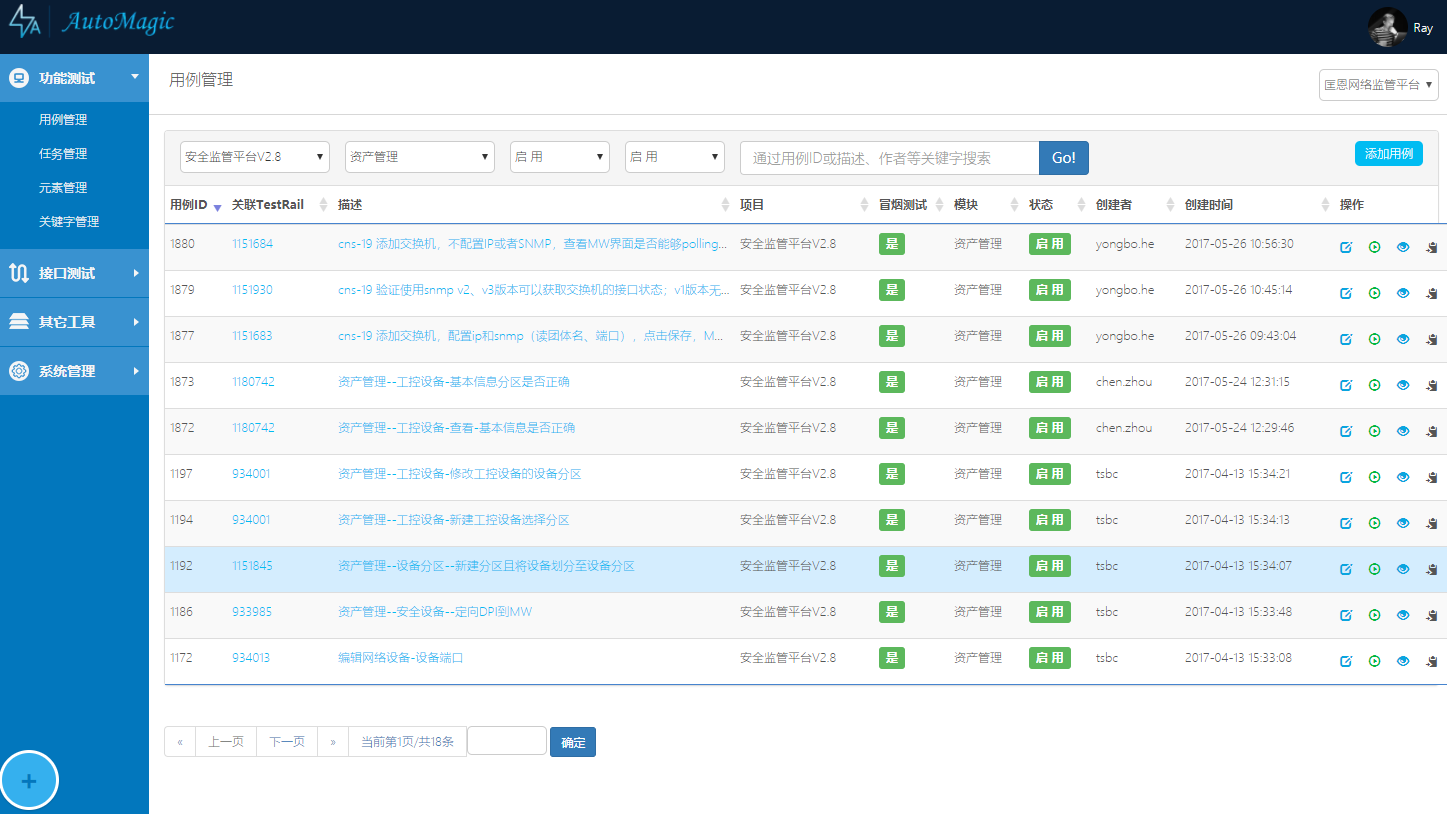 AutoMagic
Ray
功能测试
用例管理
任务管理
元素管理
关键字管理
接口测试
其它工具
系统管理
用例管理
匡恩网络监管平台
安全监管平台V2.8 资产管理 启 用 启 用 通过用例ID或描述、作者等关键字搜索 Go! 添加用例
用例ID 关联TestRail 描述 项目 冒烟测试 模块 状态 创建者 创建时间 操作
1880 1151684 cns-19 添加交换机，不配置IP或者SNMP，查看MW界面是否能够polling... 安全监管平台V2.8 是 资产管理 启 用 yongbo.he 2017-05-26 10:56:30
1879 1151930 cns-19 验证使用snmp v2、v3版本可以获取交换机的接口状态；v1版本无... 安全监管平台V2.8 是 资产管理 启 用 yongbo.he 2017-05-26 10:45:14
1877 1151683 cns-19 添加交换机，配置ip和snmp（读团体名、端口），点击保存，M... 安全监管平台V2.8 是 资产管理 启 用 yongbo.he 2017-05-26 09:43:04
1873 1180742 资产管理--工控设备-基本信息分区是否正确 安全监管平台V2.8 是 资产管理 启 用 chen.zhou 2017-05-24 12:31:15
1872 1180742 资产管理--工控设备-查看-基本信息是否正确 安全监管平台V2.8 是 资产管理 启 用 chen.zhou 2017-05-24 12:29:46
1197 934001 资产管理--工控设备-修改工控设备的设备分区 安全监管平台V2.8 是 资产管理 启 用 tsbc 2017-04-13 15:34:21
1194 934001 资产管理--工控设备-新建工控设备选择分区 安全监管平台V2.8 是 资产管理 启 用 tsbc 2017-04-13 15:34:13
1192 1151845 资产管理--设备分区--新建分区且将设备划分至设备分区 安全监管平台V2.8 是 资产管理 启 用 tsbc 2017-04-13 15:34:07
1186 933985 资产管理--安全设备--定向DPI到MW 安全监管平台V2.8 是 资产管理 启 用 tsbc 2017-04-13 15:33:48
1172 934013 编辑网络设备-设备端口 安全监管平台V2.8 是 资产管理 启 用 tsbc 2017-04-13 15:33:08
« 上一页 下一页 » 当前第1页/共18条 确定
+